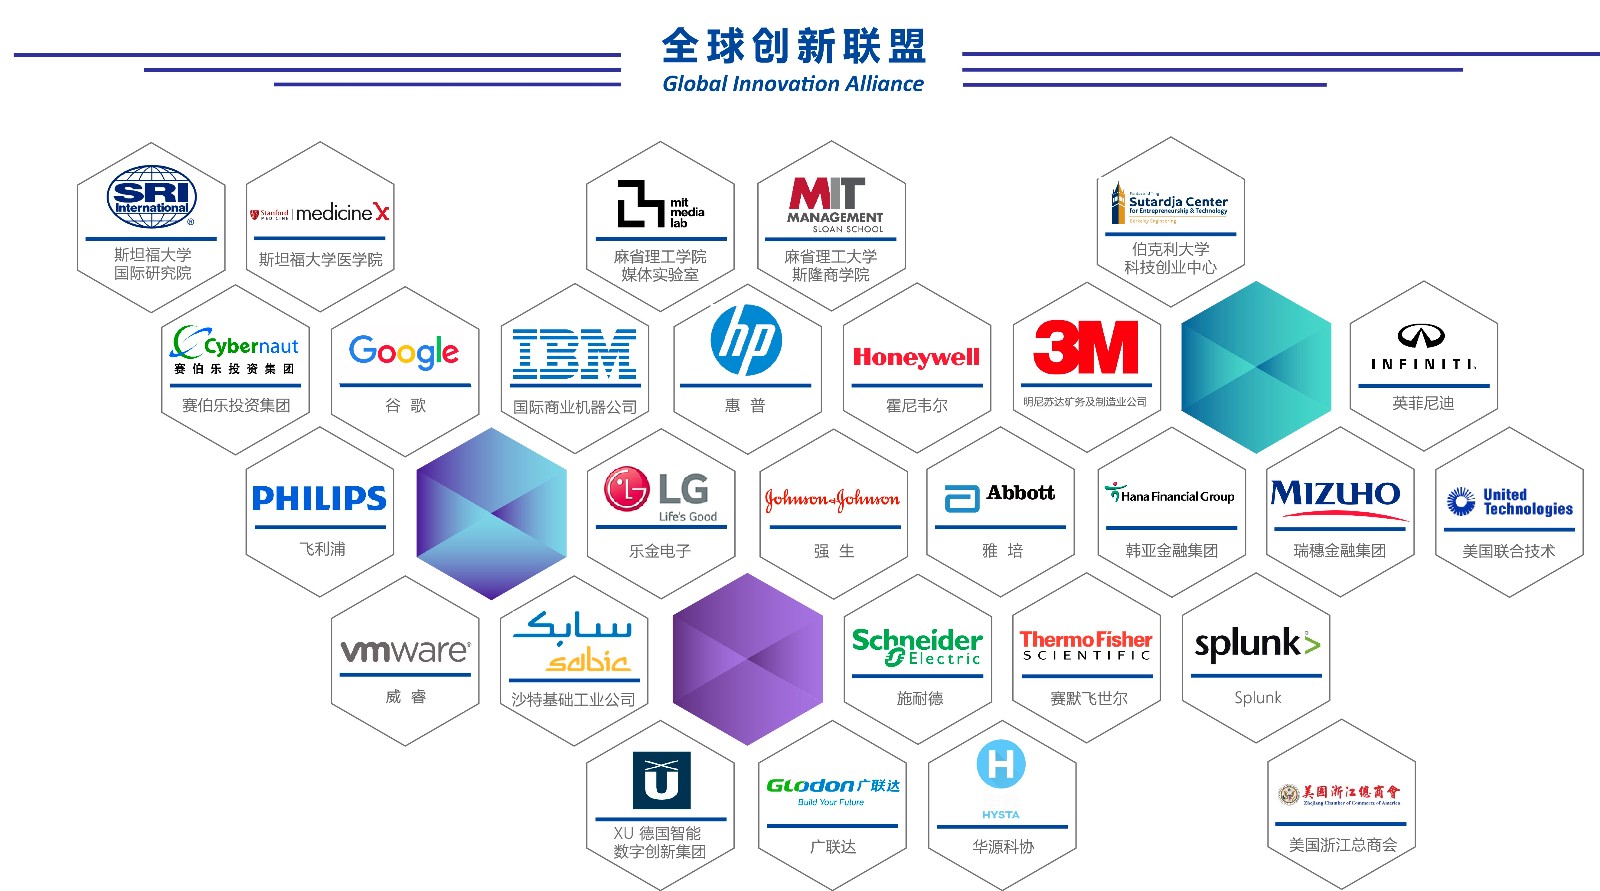 全球创新联盟
Global Innovation Alliance
SRI
International
®
斯坦福大学
国际研究院
Stanford
MEDICINE
medicine X
斯坦福大学医学院
mit
media
lab
麻省理工学院
媒体实验室
MIT
MANAGEMENT
SLOAN SCHOOL
麻省理工大学
斯隆商学院
Sutardja Center
for Entrepreneurship & Technology
Berkeley Engineering
伯克利大学
科技创业中心
Cybernaut
赛伯乐投资集团
赛伯乐投资集团
Google
谷 歌
IBM
国际商业机器公司
hp
惠 普
Honeywell
霍尼韦尔
3M
明尼苏达矿务及制造业公司
INFINITI
英菲尼迪
PHILIPS
飞利浦
LG
Life's Good
乐金电子
Johnson & Johnson
强 生
Abbott
雅 培
Hana Financial Group
韩亚金融集团
MIZUHO
瑞穗金融集团
United
Technologies
美国联合技术
vmware®
威 睿
سابك
sabic
沙特基础工业公司
Schneider
Electric
施耐德
ThermoFisher
SCIENTIFIC
赛默飞世尔
splunk>
Splunk
U
XU 德国智能
数字创新集团
GLodon 广联达
Build Your Future
广联达
H
HYSTA
华源科协
美国浙江總商會
Zhejiang Chamber of Commerce of America
美国浙江总商会